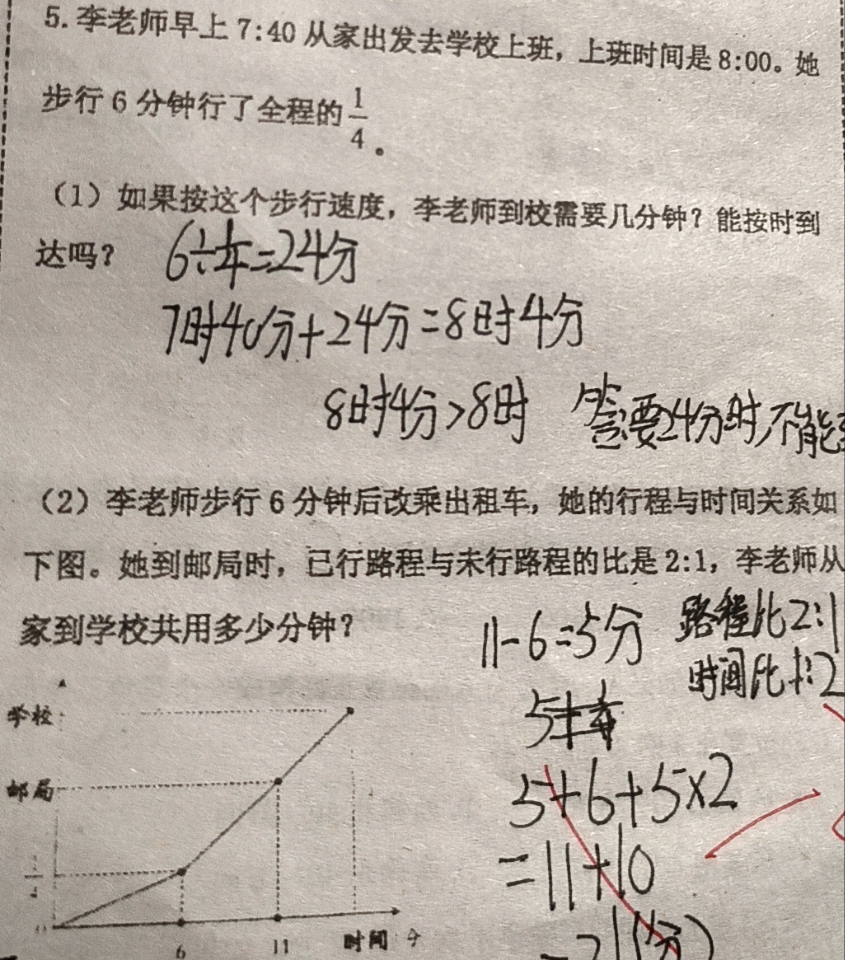 5. 李老师早上 7:40 从家出发去学校上班，上班时间是 8:00。她
步行 6 分钟行了全程的 1/4。
（1）如果按这个步行速度，李老师到校需要几分钟？能按时到
达吗？
6÷1/4=24分
7时40分+24分=8时4分
8时4分>8时 答:要24分时,不能
（2）李老师步行 6 分钟后改乘出租车，她的行程与时间关系如
下图。她到邮局时，已行路程与未行路程的比是 2:1，李老师从
家到学校共用多少分钟？
11-6=5分
路程比2:1
时间比1:2
5+6+5×2
=11+10
=21(分)
学校
邮局
1/4
0
6
11
时间 分